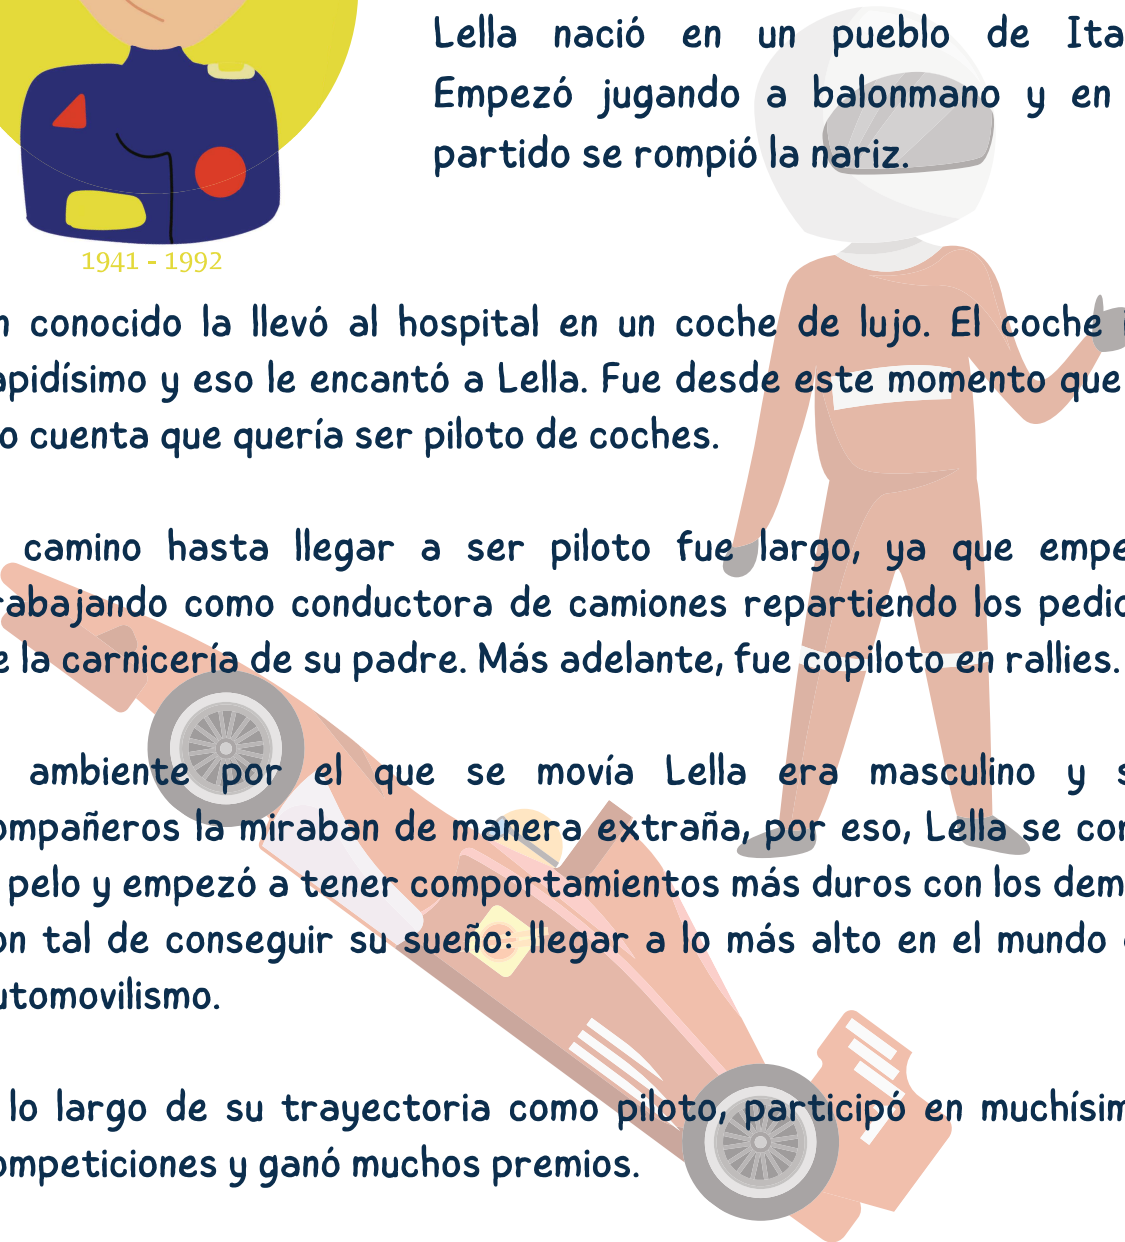 Lella nació en un pueblo de Ita
Empezó jugando a balonmano y en
partido se rompió la nariz.
1941 - 1992
n conocido la llevó al hospital en un coche de lujo. El coche i
apidísimo y eso le encantó a Lella. Fue desde este momento que
o cuenta que quería ser piloto de coches.
camino hasta llegar a ser piloto fue largo, ya que empe
rabajando como conductora de camiones repartiendo los pedic
e la carnicería de su padre. Más adelante, fue copiloto en rallies.
ambiente por el que se movía Lella era masculino y s
ompañeros la miraban de manera extraña, por eso, Lella se cor
pelo y empezó a tener comportamientos más duros con los dem
on tal de conseguir su sueño: llegar a lo más alto en el mundo
utomovilismo.
lo largo de su trayectoria como piloto, participó en muchísim
ompeticiones y ganó muchos premios.